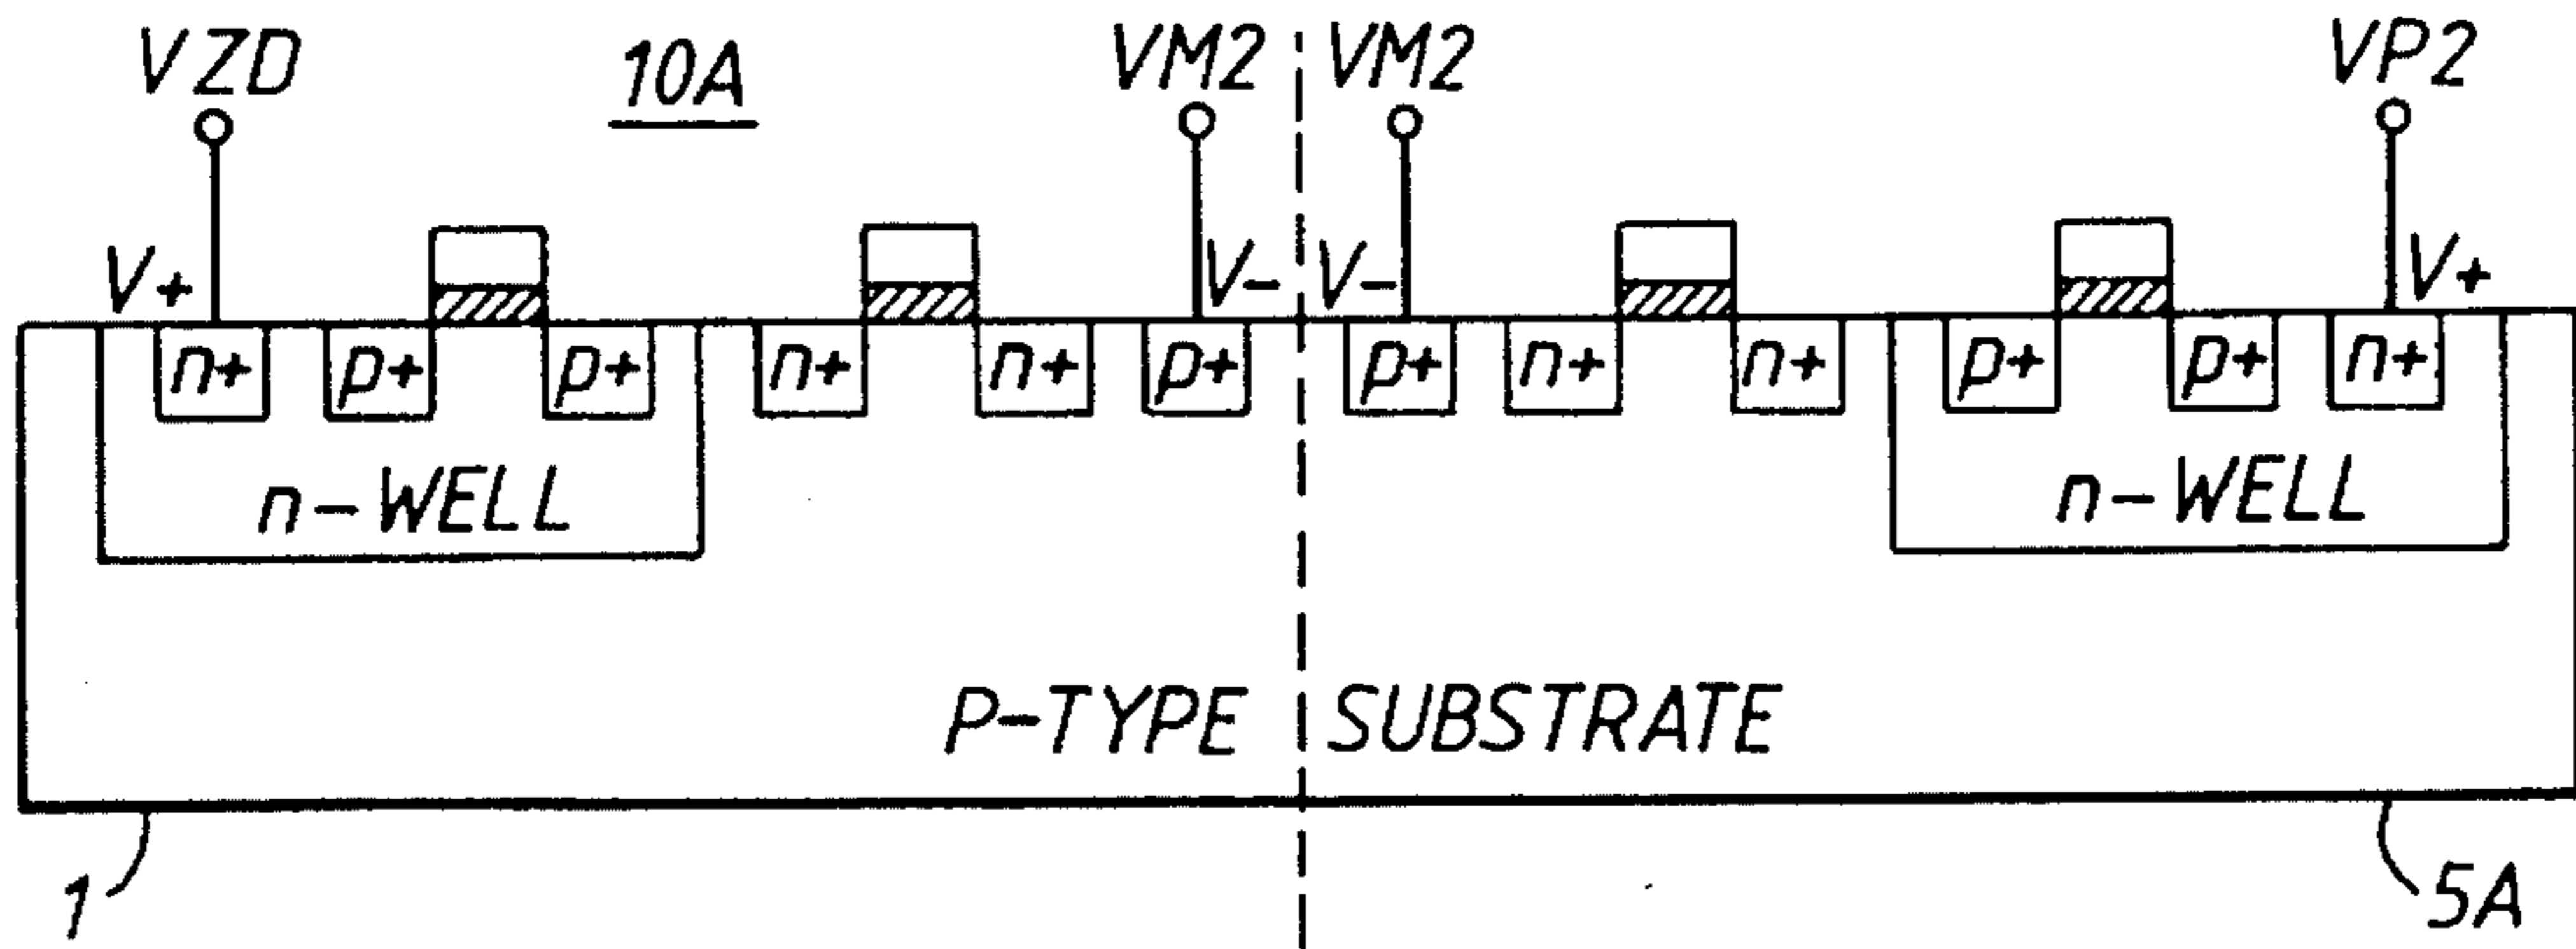 VZD 10A VM2 VM2 VP2
V+ V- V- V+
n+ p+ p+ n+ n+ p+ p+ n+ n+ p+ p+ n+
n-WELL n-WELL
P-TYPE SUBSTRATE
1 5A